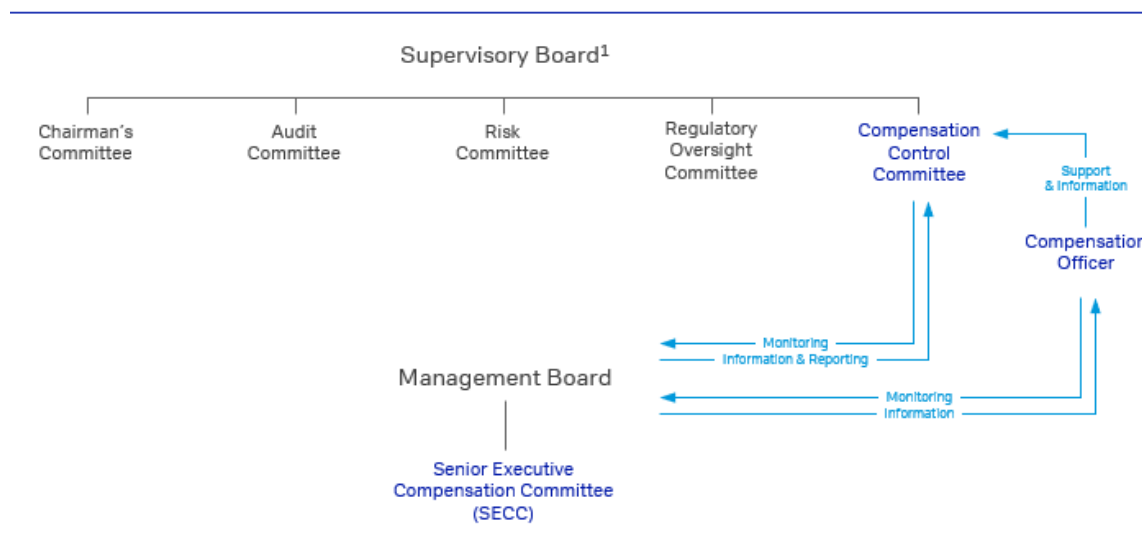 Supervisory Board¹
Chairman's
Committee
Audit
Committee
Risk
Committee
Regulatory
Oversight
Committee
Compensation
Control
Committee
Support
& Information
Compensation
Officer
Monitoring
Information & Reporting
Management Board
Monitoring
Information
Senior Executive
Compensation Committee
(SECC)